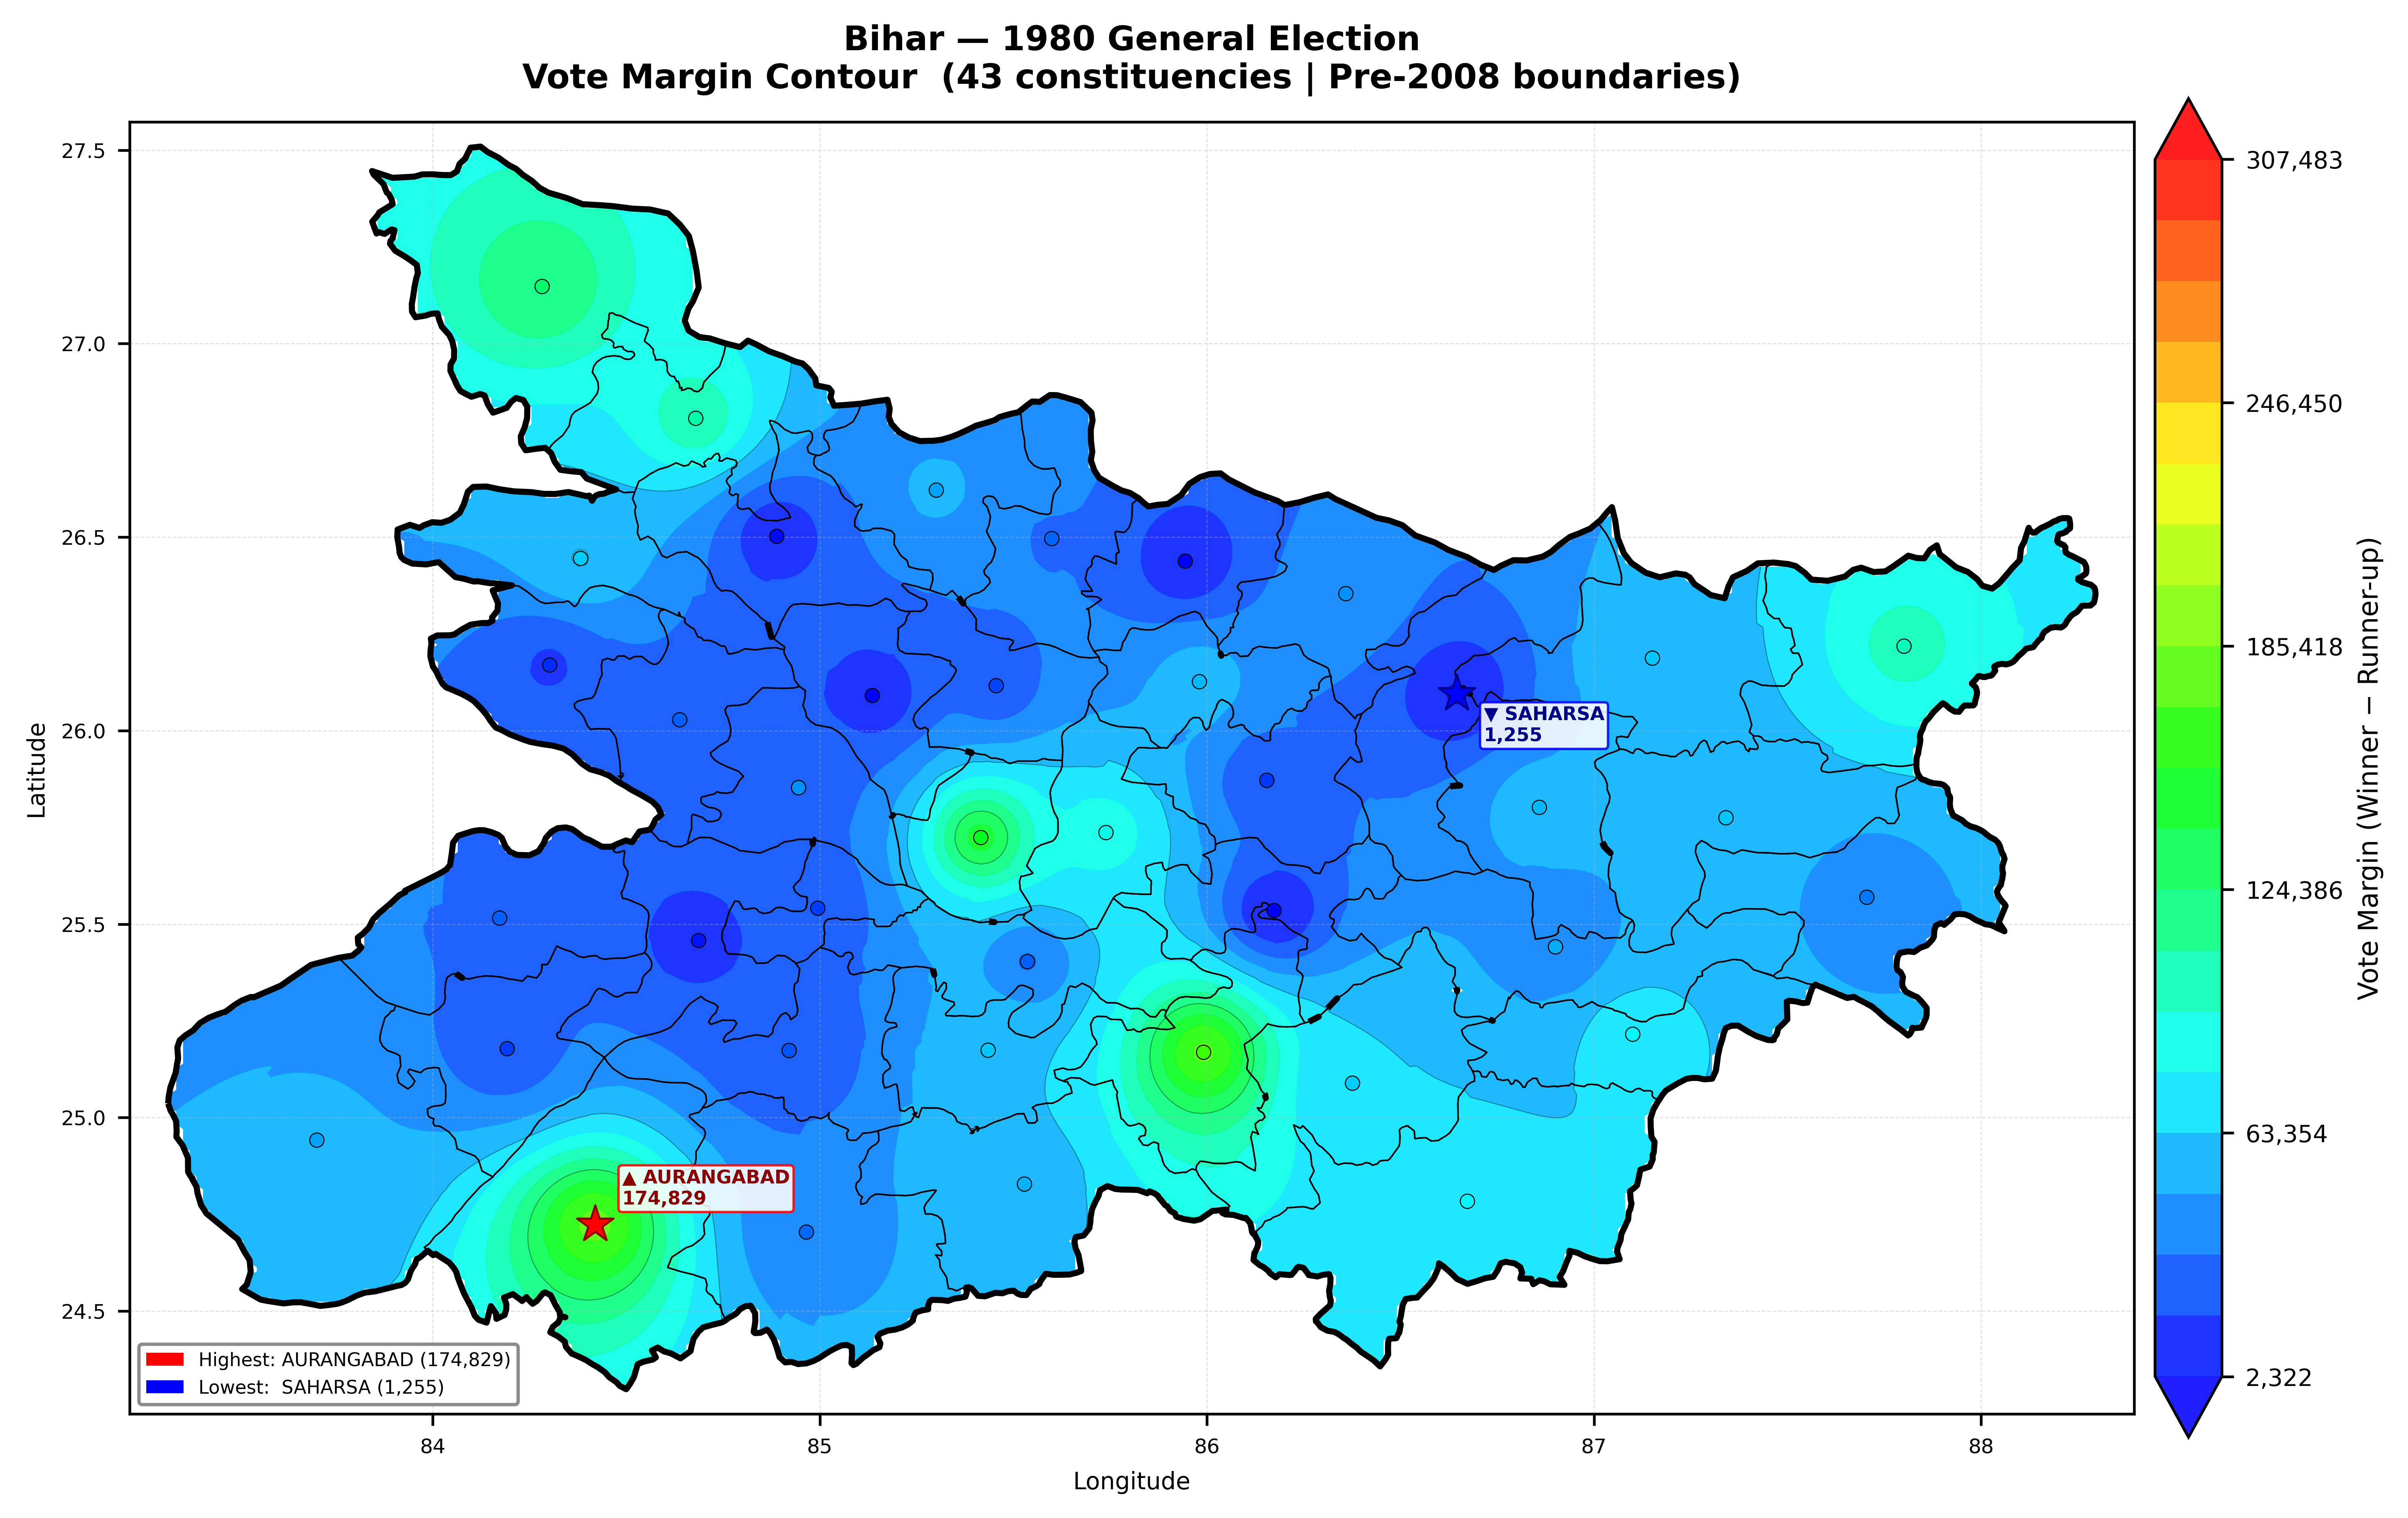 Bihar — 1980 General Election
Vote Margin Contour  (43 constituencies | Pre-2008 boundaries)
27.5
27.0
26.5
26.0
25.5
25.0
24.5
Latitude
84
85
86
87
88
Longitude
▼ SAHARSA
1,255
▲ AURANGABAD
174,829
Highest: AURANGABAD (174,829)
Lowest:  SAHARSA (1,255)
307,483
246,450
185,418
124,386
63,354
2,322
Vote Margin (Winner − Runner-up)